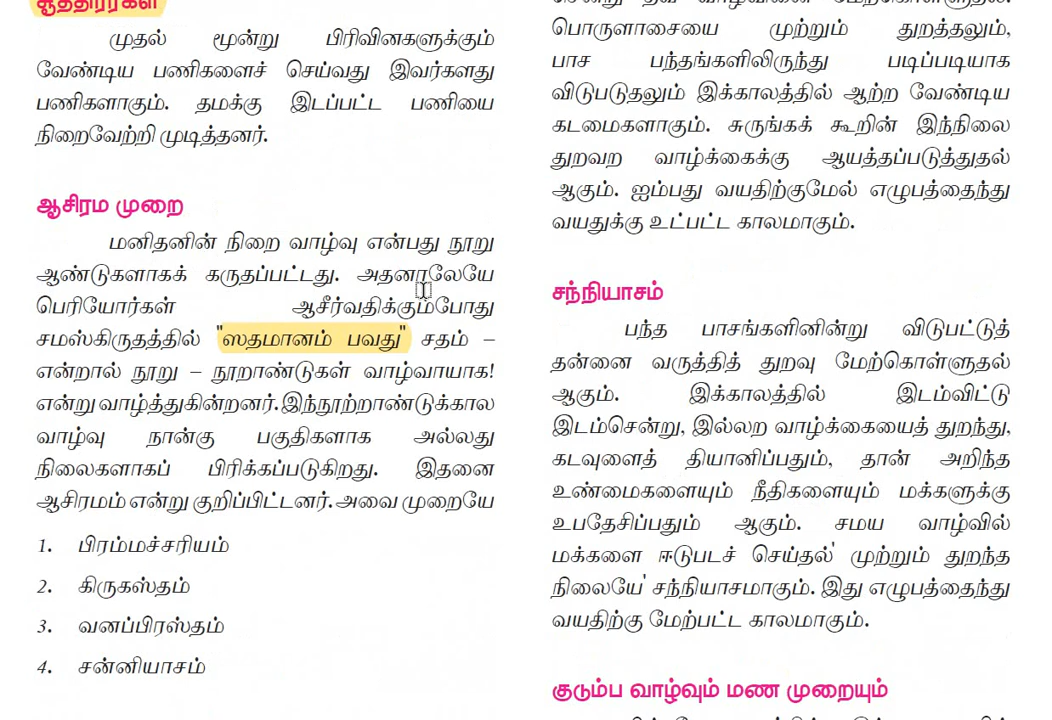 சூத்திரர்கள்
முதல் மூன்று பிரிவினகளுக்கும்
வேண்டிய பணிகளைச் செய்வது இவர்களது
பணிகளாகும். தமக்கு இடப்பட்ட பணியை
நிறைவேற்றி முடித்தனர்.
ஆசிரம முறை
மனிதனின் நிறை வாழ்வு என்பது நூறு
ஆண்டுகளாகக் கருதப்பட்டது. அதனாலேயே
பெரியோர்கள் ஆசீர்வதிக்கும்போது
சமஸ்கிருதத்தில் "ஸதமானம் பவது" சதம் –
என்றால் நூறு – நூறாண்டுகள் வாழ்வாயாக!
என்று வாழ்த்துகின்றனர். இந்நூற்றாண்டுக்கால
வாழ்வு நான்கு பகுதிகளாக அல்லது
நிலைகளாகப் பிரிக்கப்படுகிறது. இதனை
ஆசிரமம் என்று குறிப்பிட்டனர். அவை முறையே
1. பிரம்மச்சரியம்
2. கிருகஸ்தம்
3. வனப்பிரஸ்தம்
4. சன்னியாசம்
சென்று தவ வாழ்வினை மேற்கொள்ளுதல்.
பொருளாசையை முற்றும் துறத்தலும்,
பாச பந்தங்களிலிருந்து படிப்படியாக
விடுபடுதலும் இக்காலத்தில் ஆற்ற வேண்டிய
கடமைகளாகும். சுருங்கக் கூறின் இந்நிலை
துறவற வாழ்க்கைக்கு ஆயத்தப்படுத்துதல்
ஆகும். ஐம்பது வயதிற்குமேல் எழுபத்தைந்து
வயதுக்கு உட்பட்ட காலமாகும்.
சந்நியாசம்
பந்த பாசங்களினின்று விடுபட்டுத்
தன்னை வருத்தித் துறவு மேற்கொள்ளுதல்
ஆகும். இக்காலத்தில் இடம்விட்டு
இடம்சென்று, இல்லற வாழ்க்கையைத் துறந்து,
கடவுளைத் தியானிப்பதும், தான் அறிந்த
உண்மைகளையும் நீதிகளையும் மக்களுக்கு
உபதேசிப்பதும் ஆகும். சமய வாழ்வில்
மக்களை ஈடுபடச் செய்தல்' முற்றும் துறந்த
நிலையே' சந்நியாசமாகும். இது எழுபத்தைந்து
வயதிற்கு மேற்பட்ட காலமாகும்.
குடும்ப வாழ்வும் மண முறையும்